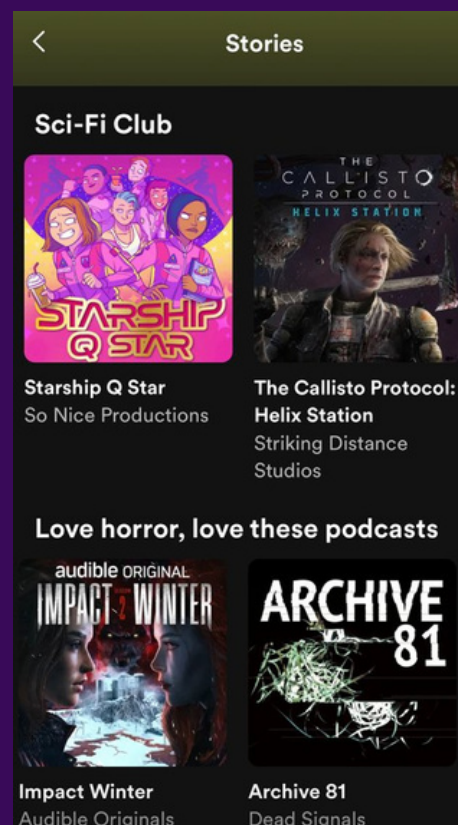 Stories
Sci-Fi Club
STARSHIP
Q STAR
THE
CALLISTO
PROTOCOL
HELIX STATION
Starship Q Star
So Nice Productions
The Callisto Protocol:
Helix Station
Striking Distance
Studios
Love horror, love these podcasts
audible ORIGINAL
IMPACT WINTER
SEASON 2
ARCHIVE
81
Impact Winter
Audible Originals
Archive 81
Dead Signals